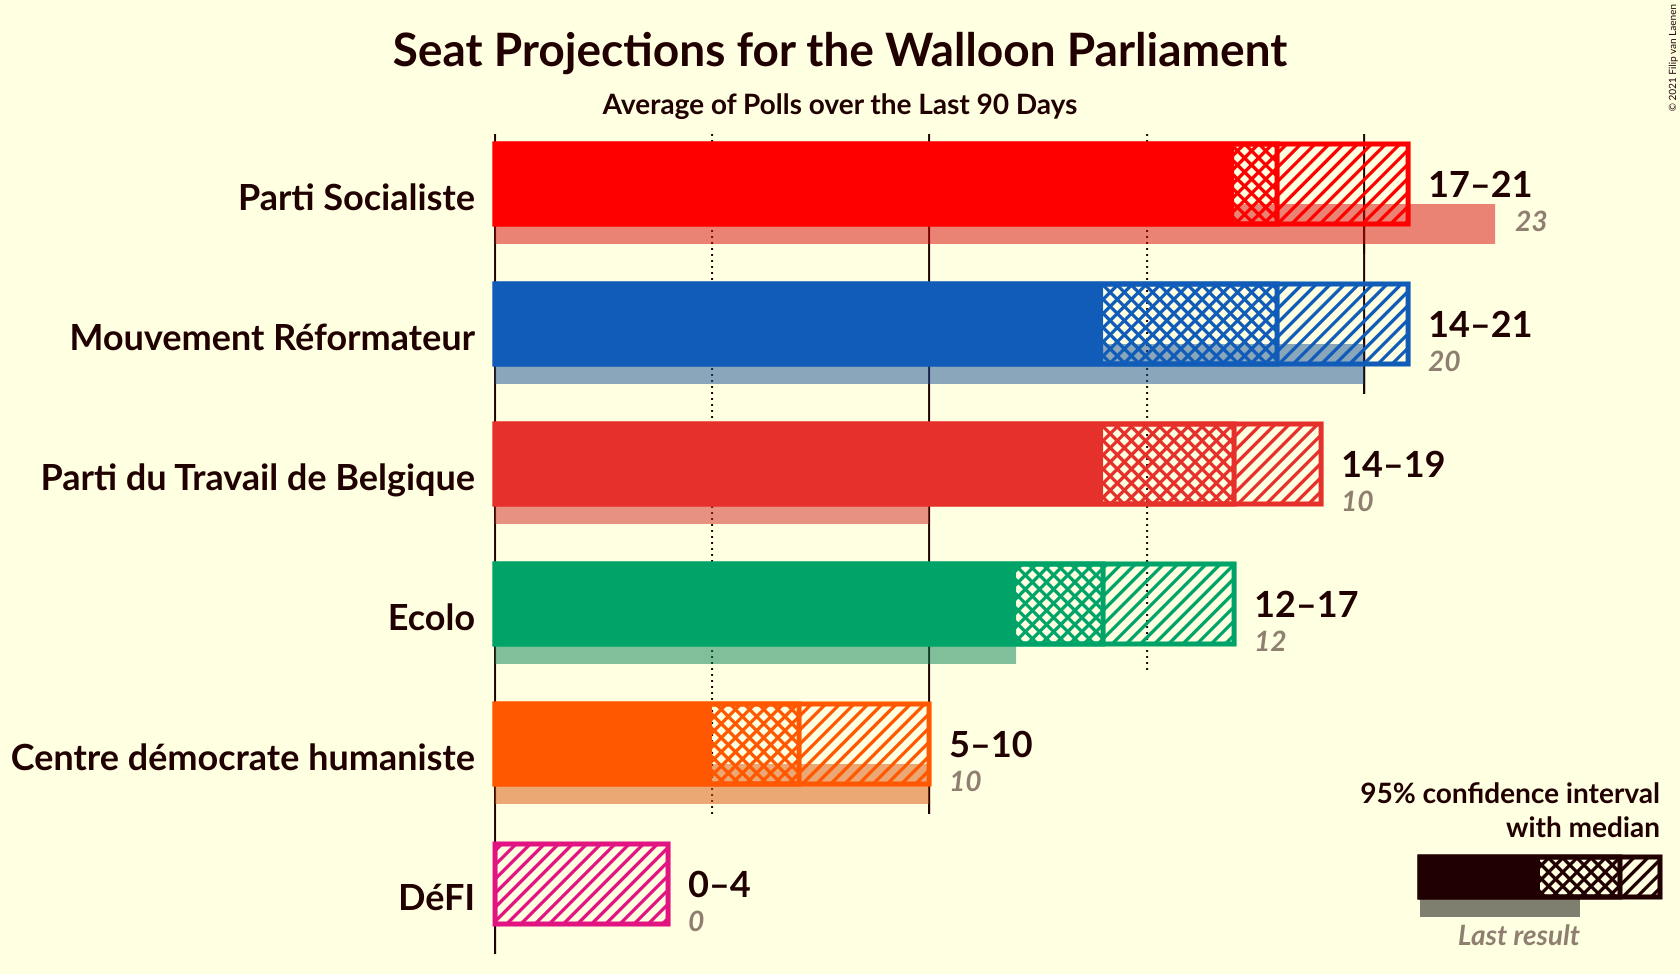 Seat Projections for the Walloon Parliament
Average of Polls over the Last 90 Days
© 2021 Filip van Laenen
Parti Socialiste
17–21
23
Mouvement Réformateur
14–21
20
Parti du Travail de Belgique
14–19
10
Ecolo
12–17
12
Centre démocrate humaniste
5–10
10
DéFI
0–4
0
95% confidence interval
with median
Last result